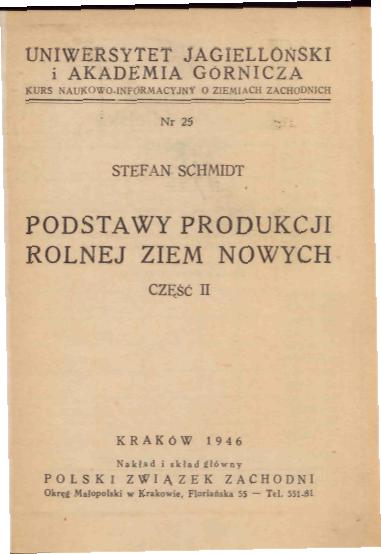 UNIWERSYTET JAGIELLOŃSKI
i AKADEMIA GÓRNICZA
KURS NAUKOWO-INFORMACYJNY O ZIEMIACH ZACHODNICH
Nr 25
STEFAN SCHMIDT
PODSTAWY PRODUKCJI
ROLNEJ ZIEM NOWYCH
CZĘŚĆ II
KRAKÓW 1946
Nakład i skład główny
POLSKI ZWIĄZEK ZACHODNI
Okręg Małopolski w Krakowie, Floriańska 55 — Tel. 551-81